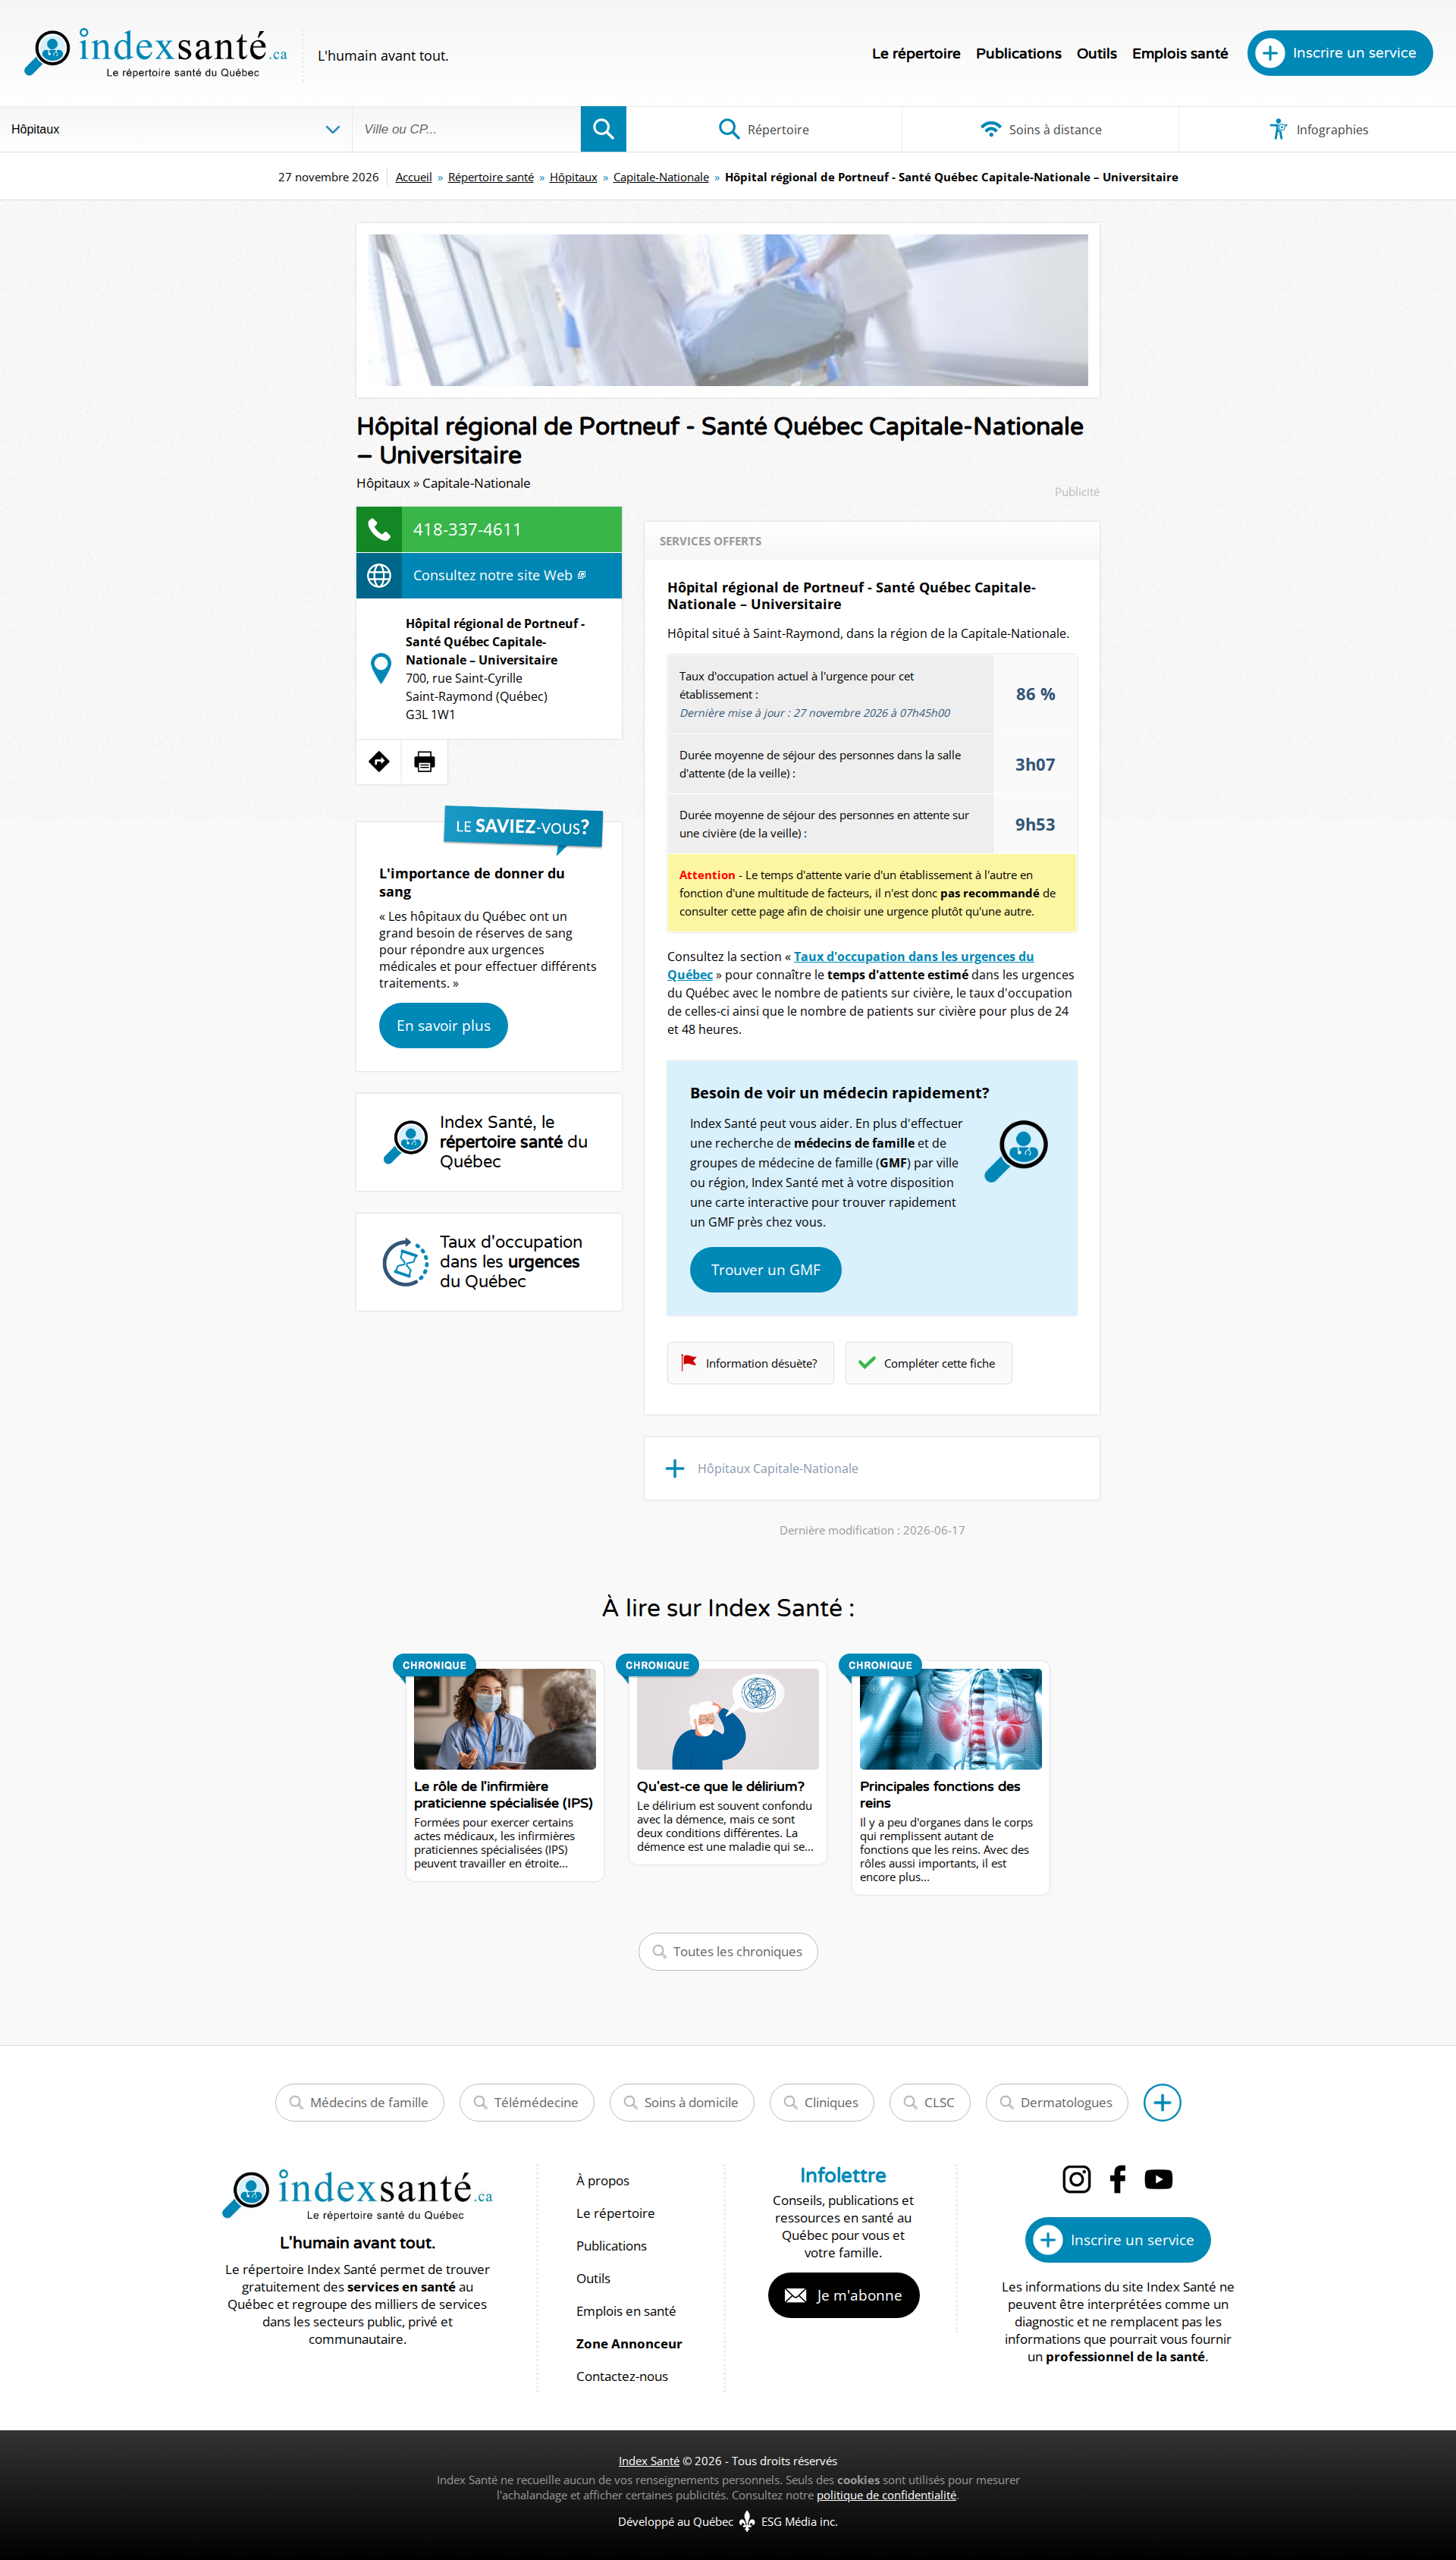 indexsanté.ca
Le répertoire santé du Québec
L'humain avant tout.
Le répertoire Publications Outils Emplois santé Inscrire un service
Hôpitaux Ville ou CP... Répertoire Soins à distance Infographies
27 novembre 2026 Accueil » Répertoire santé » Hôpitaux » Capitale-Nationale » Hôpital régional de Portneuf - Santé Québec Capitale-Nationale – Universitaire
Hôpital régional de Portneuf - Santé Québec Capitale-Nationale
– Universitaire
Hôpitaux » Capitale-Nationale
Publicité
418-337-4611
Consultez notre site Web
Hôpital régional de Portneuf -
Santé Québec Capitale-
Nationale – Universitaire
700, rue Saint-Cyrille
Saint-Raymond (Québec)
G3L 1W1
LE SAVIEZ-VOUS?
L'importance de donner du
sang
« Les hôpitaux du Québec ont un
grand besoin de réserves de sang
pour répondre aux urgences
médicales et pour effectuer différents
traitements. »
En savoir plus
Index Santé, le
répertoire santé du
Québec
Taux d'occupation
dans les urgences
du Québec
SERVICES OFFERTS
Hôpital régional de Portneuf - Santé Québec Capitale-
Nationale – Universitaire
Hôpital situé à Saint-Raymond, dans la région de la Capitale-Nationale.
Taux d'occupation actuel à l'urgence pour cet
établissement :
Dernière mise à jour : 27 novembre 2026 à 07h45h00
86 %
Durée moyenne de séjour des personnes dans la salle
d'attente (de la veille) :
3h07
Durée moyenne de séjour des personnes en attente sur
une civière (de la veille) :
9h53
Attention - Le temps d'attente varie d'un établissement à l'autre en
fonction d'une multitude de facteurs, il n'est donc pas recommandé de
consulter cette page afin de choisir une urgence plutôt qu'une autre.
Consultez la section « Taux d'occupation dans les urgences du
Québec » pour connaître le temps d'attente estimé dans les urgences
du Québec avec le nombre de patients sur civière, le taux d'occupation
de celles-ci ainsi que le nombre de patients sur civière pour plus de 24
et 48 heures.
Besoin de voir un médecin rapidement?
Index Santé peut vous aider. En plus d'effectuer
une recherche de médecins de famille et de
groupes de médecine de famille (GMF) par ville
ou région, Index Santé met à votre disposition
une carte interactive pour trouver rapidement
un GMF près chez vous.
Trouver un GMF
Information désuète? Compléter cette fiche
Hôpitaux Capitale-Nationale
Dernière modification : 2026-06-17
À lire sur Index Santé :
CHRONIQUE
Le rôle de l'infirmière
praticienne spécialisée (IPS)
Formées pour exercer certains
actes médicaux, les infirmières
praticiennes spécialisées (IPS)
peuvent travailler en étroite...
CHRONIQUE
Qu'est-ce que le délirium?
Le délirium est souvent confondu
avec la démence, mais ce sont
deux conditions différentes. La
démence est une maladie qui se...
CHRONIQUE
Principales fonctions des
reins
Il y a peu d'organes dans le corps
qui remplissent autant de
fonctions que les reins. Avec des
rôles aussi importants, il est
encore plus...
Toutes les chroniques
Médecins de famille Télémédecine Soins à domicile Cliniques CLSC Dermatologues
indexsanté.ca
Le répertoire santé du Québec
L'humain avant tout.
Le répertoire Index Santé permet de trouver
gratuitement des services en santé au
Québec et regroupe des milliers de services
dans les secteurs public, privé et
communautaire.
À propos
Le répertoire
Publications
Outils
Emplois en santé
Zone Annonceur
Contactez-nous
Infolettre
Conseils, publications et
ressources en santé au
Québec pour vous et
votre famille.
Je m'abonne
Inscrire un service
Les informations du site Index Santé ne
peuvent être interprétées comme un
diagnostic et ne remplacent pas les
informations que pourrait vous fournir
un professionnel de la santé.
Index Santé © 2026 - Tous droits réservés
Index Santé ne recueille aucun de vos renseignements personnels. Seuls des cookies sont utilisés pour mesurer
l'achalandage et afficher certaines publicités. Consultez notre politique de confidentialité.
Développé au Québec ESG Média inc.